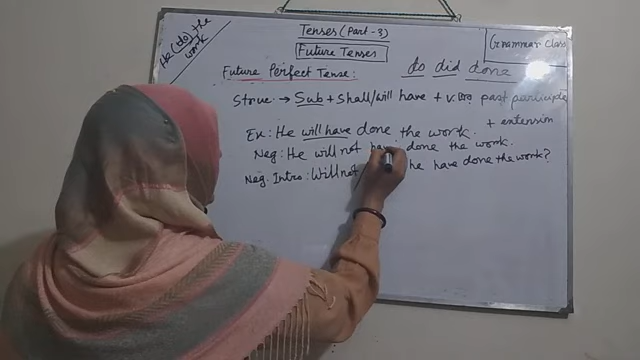 He (do) the
work
Tenses (Part-3)
Future Tenses
Grammar Class
Future Perfect Tense:
do did done
Struc → Sub + Shall/will have + v. past participle
+ extension
Ex: He will have done the work.
Neg: He will not have done the work.
Neg. Intro: Will not he have done the work?